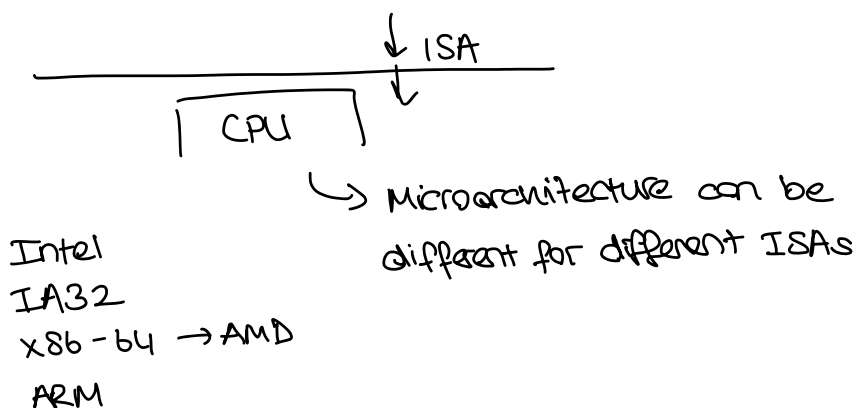 ISA
CPU
Microarchitecture can be
different for different ISAs
Intel
IA32
x86-64 → AMD
ARM